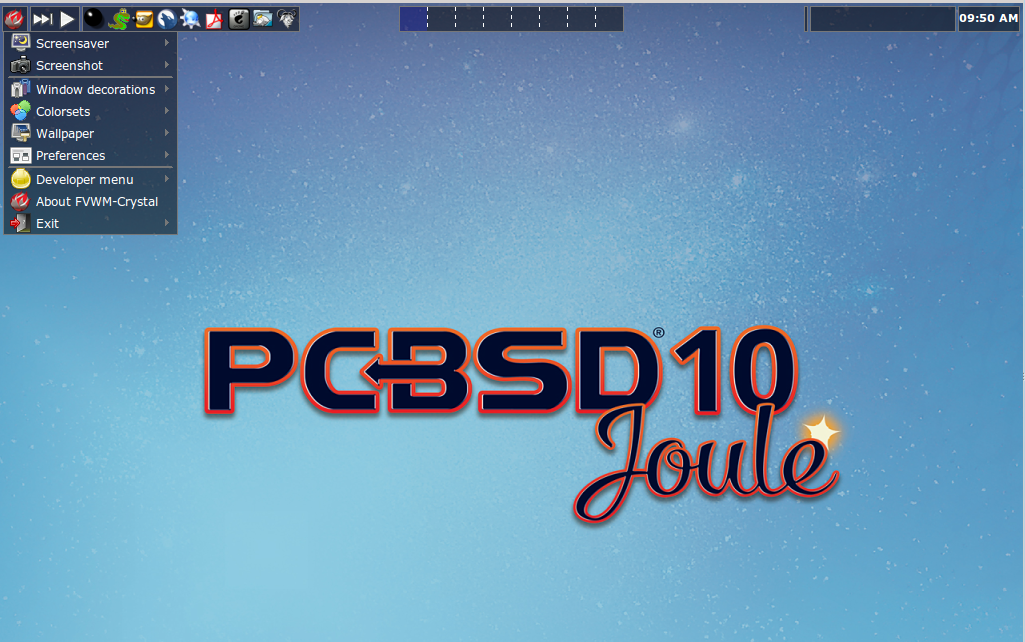 09:50 AM
Screensaver
Screenshot
Window decorations
Colorsets
Wallpaper
Preferences
Developer menu
About FVWM-Crystal
Exit
PCBSD®10
Joule